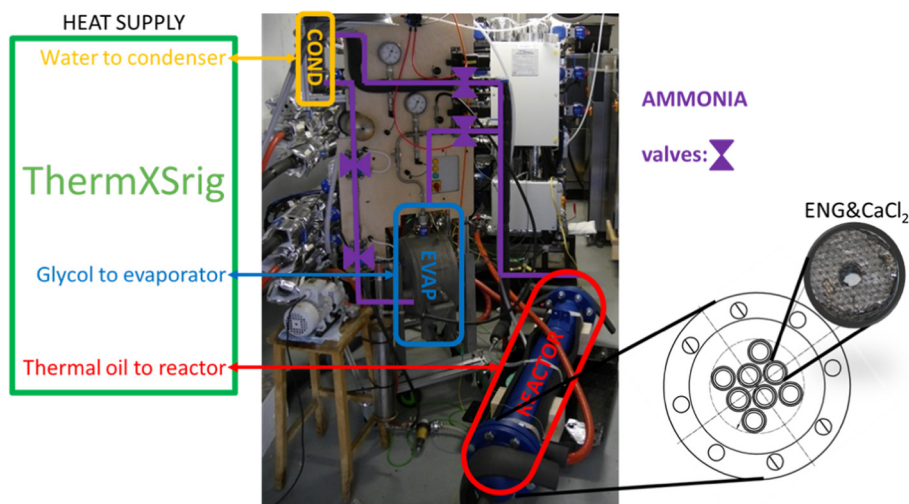 HEAT SUPPLY
Water to condenser
ThermXSrig
Glycol to evaporator
Thermal oil to reactor
COND
EVAP
REACTOR
AMMONIA
valves:
ENG&CaCl₂